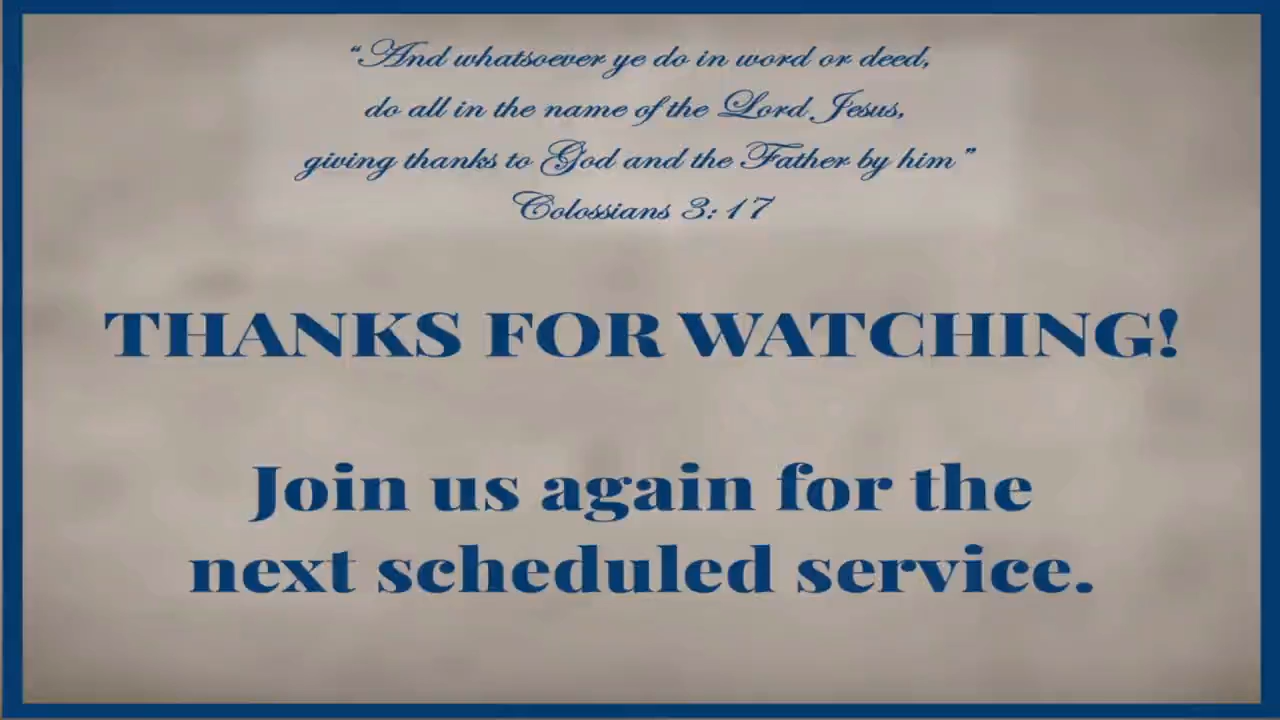 “And whatsoever ye do in word or deed,
do all in the name of the Lord Jesus,
giving thanks to God and the Father by him”
Colossians 3:17
THANKS FOR WATCHING!
Join us again for the
next scheduled service.